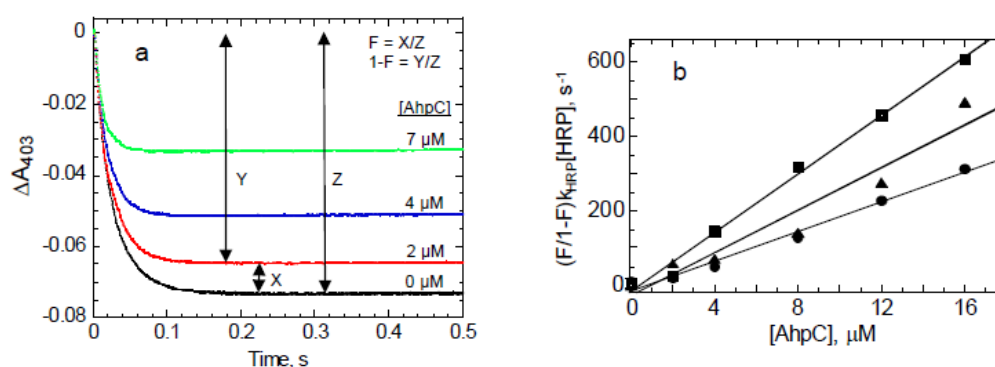 a
F = X/Z
1-F = Y/Z
[AhpC]
7 µM
4 µM
2 µM
0 µM
Y
Z
X
0
-0.02
-0.04
-0.06
-0.08
ΔA403
0 0.1 0.2 0.3 0.4 0.5
Time, s
b
600
400
200
0
(F/1-F)kHRP[HRP], s-1
0 4 8 12 16
[AhpC], µM